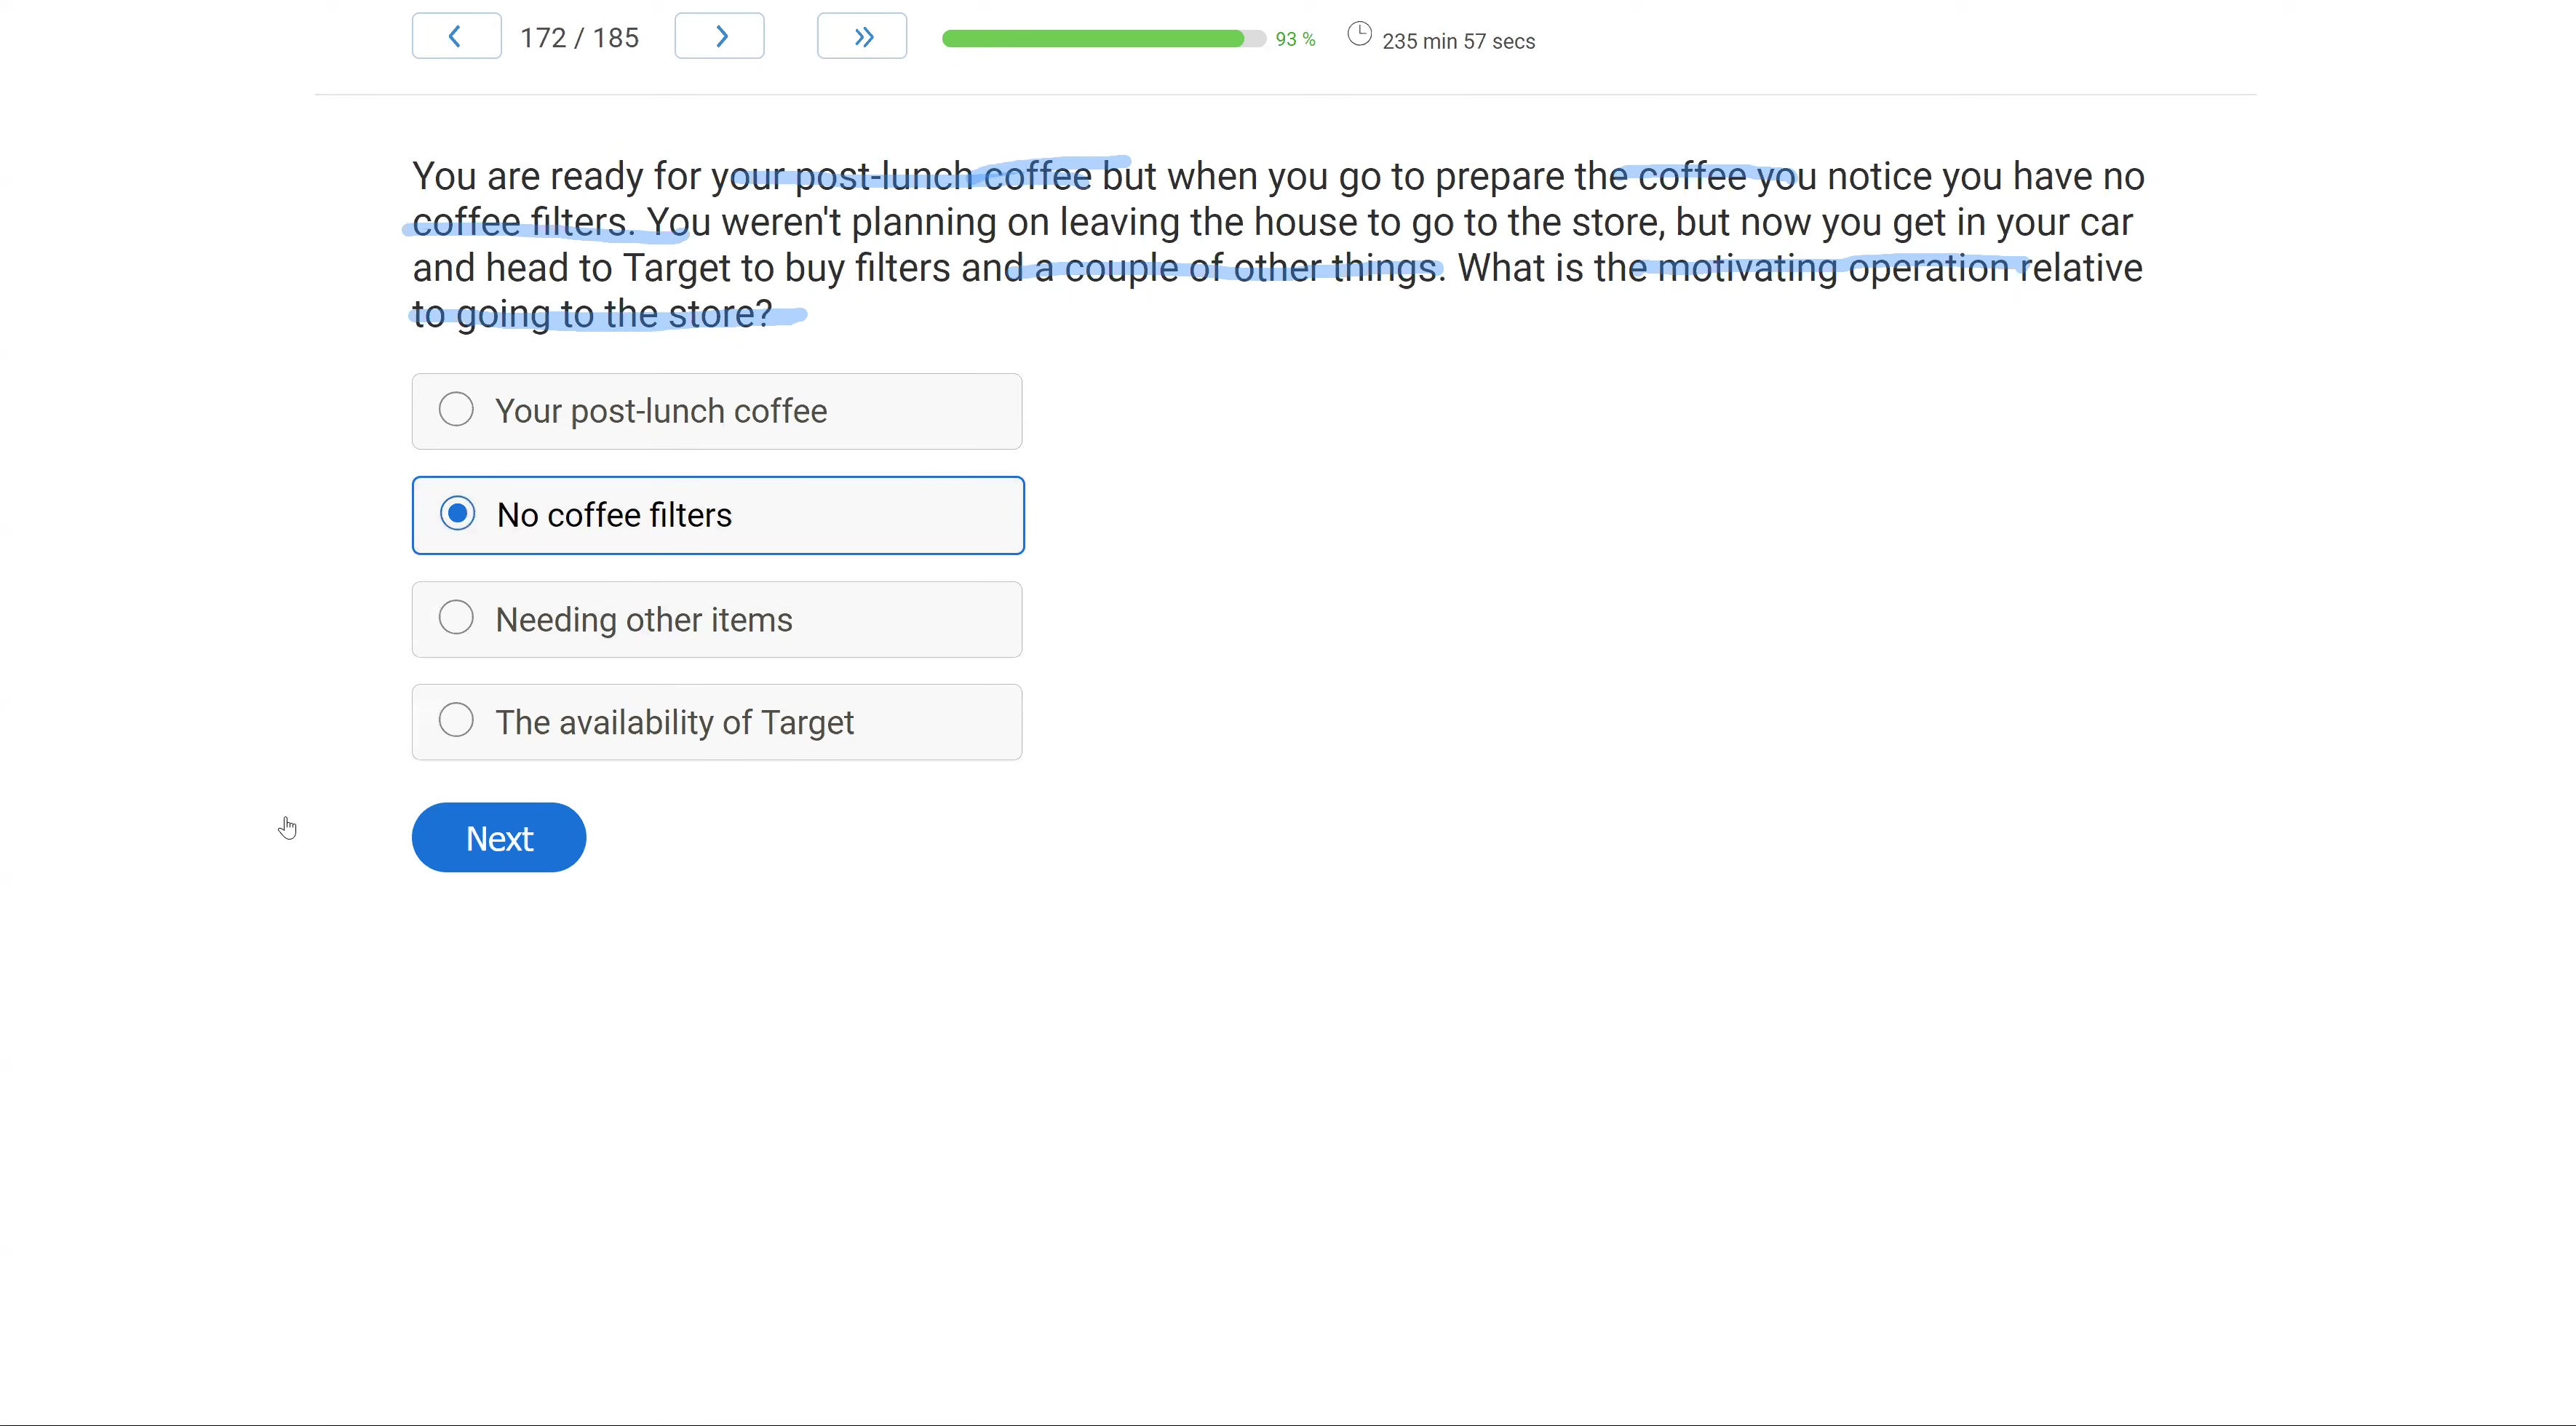 172 / 185
93 %
235 min 57 secs
You are ready for your post-lunch coffee but when you go to prepare the coffee you notice you have no
coffee filters. You weren't planning on leaving the house to go to the store, but now you get in your car
and head to Target to buy filters and a couple of other things. What is the motivating operation relative
to going to the store?
Your post-lunch coffee
No coffee filters
Needing other items
The availability of Target
Next